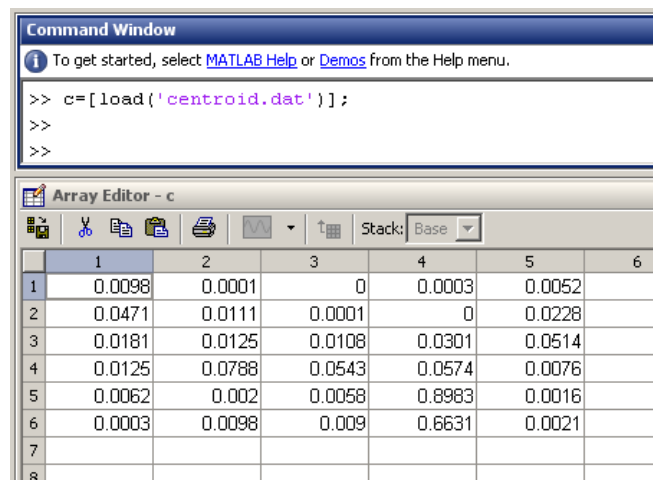 Command Window
To get started, select MATLAB Help or Demos from the Help menu.
>> c=[load('centroid.dat')];
>>
>>
Array Editor - c
Stack: Base
1 2 3 4 5 6
1 0.0098 0.0001 0 0.0003 0.0052
2 0.0471 0.0111 0.0001 0 0.0228
3 0.0181 0.0125 0.0108 0.0301 0.0514
4 0.0125 0.0788 0.0543 0.0574 0.0076
5 0.0062 0.002 0.0058 0.8983 0.0016
6 0.0003 0.0098 0.009 0.6631 0.0021
7
8